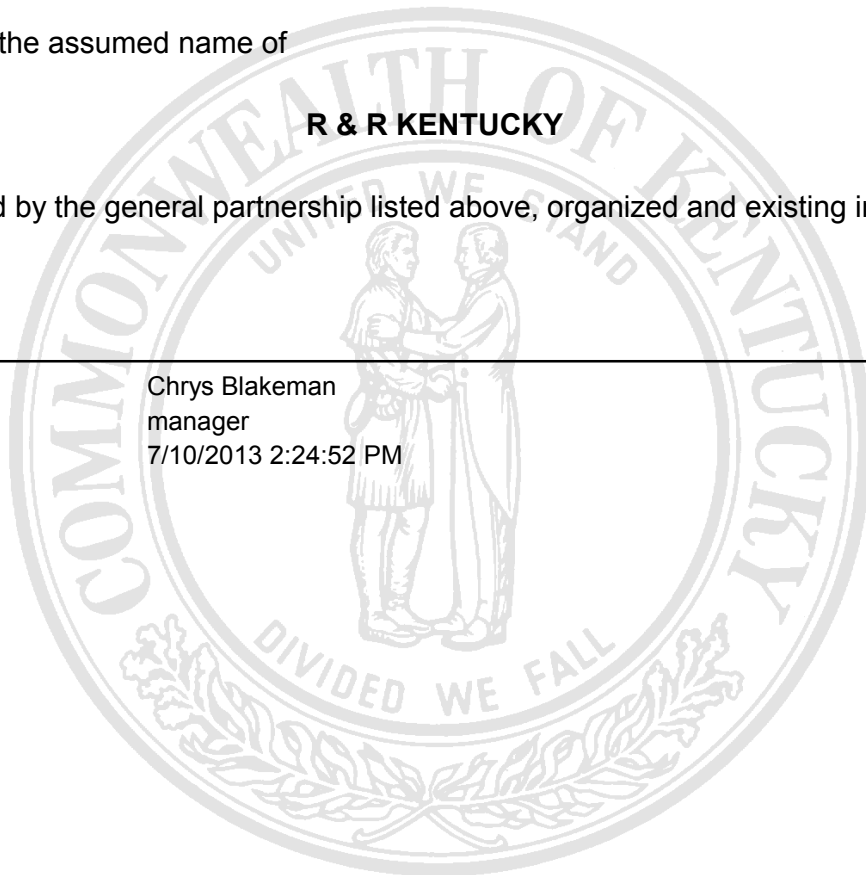 the assumed name of
R & R KENTUCKY
by the general partnership listed above, organized and existing
Chrys Blakeman
manager
7/10/2013 2:24:52 PM
COMMONWEALTH OF KENTUCKY
UNITED WE STAND
DIVIDED WE FALL